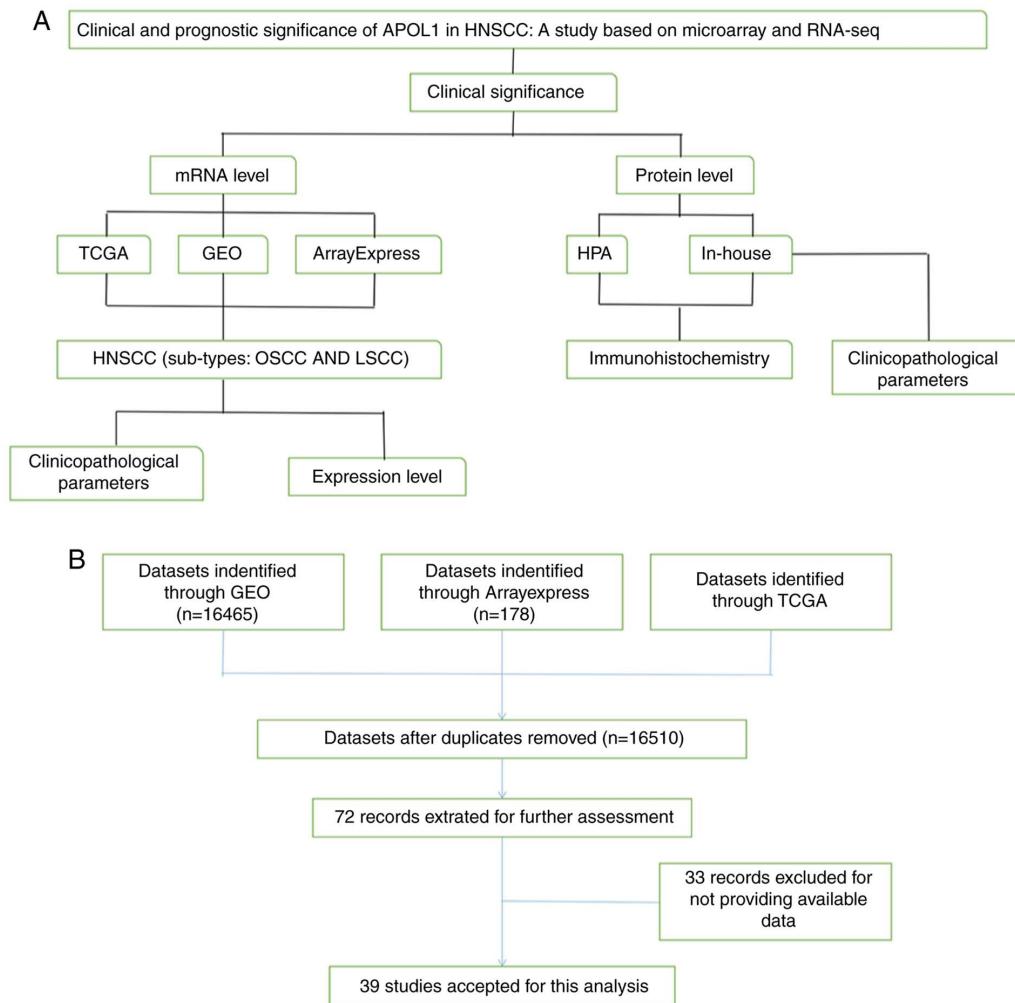 A
Clinical and prognostic significance of APOL1 in HNSCC: A study based on microarray and RNA-seq
Clinical significance
mRNA level
Protein level
TCGA
GEO
ArrayExpress
HPA
In-house
HNSCC (sub-types: OSCC AND LSCC)
Immunohistochemistry
Clinicopathological
parameters
Clinicopathological
parameters
Expression level
B
Datasets indentified
through GEO
(n=16465)
Datasets indentified
through Arrayexpress
(n=178)
Datasets identified
through TCGA
Datasets after duplicates removed (n=16510)
72 records extrated for further assessment
33 records excluded for
not providing available
data
39 studies accepted for this analysis